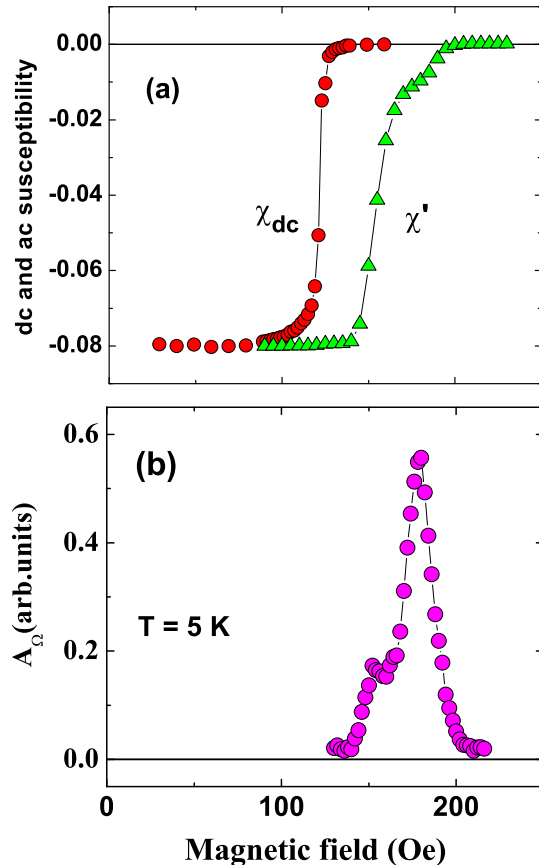 0.00
(a)
-0.02
-0.04
χdc
χ'
-0.06
-0.08
dc and ac susceptibility
0.6
(b)
0.4
0.2
T = 5 K
0.0
AΩ(arb.units)
0 100 200
Magnetic field (Oe)